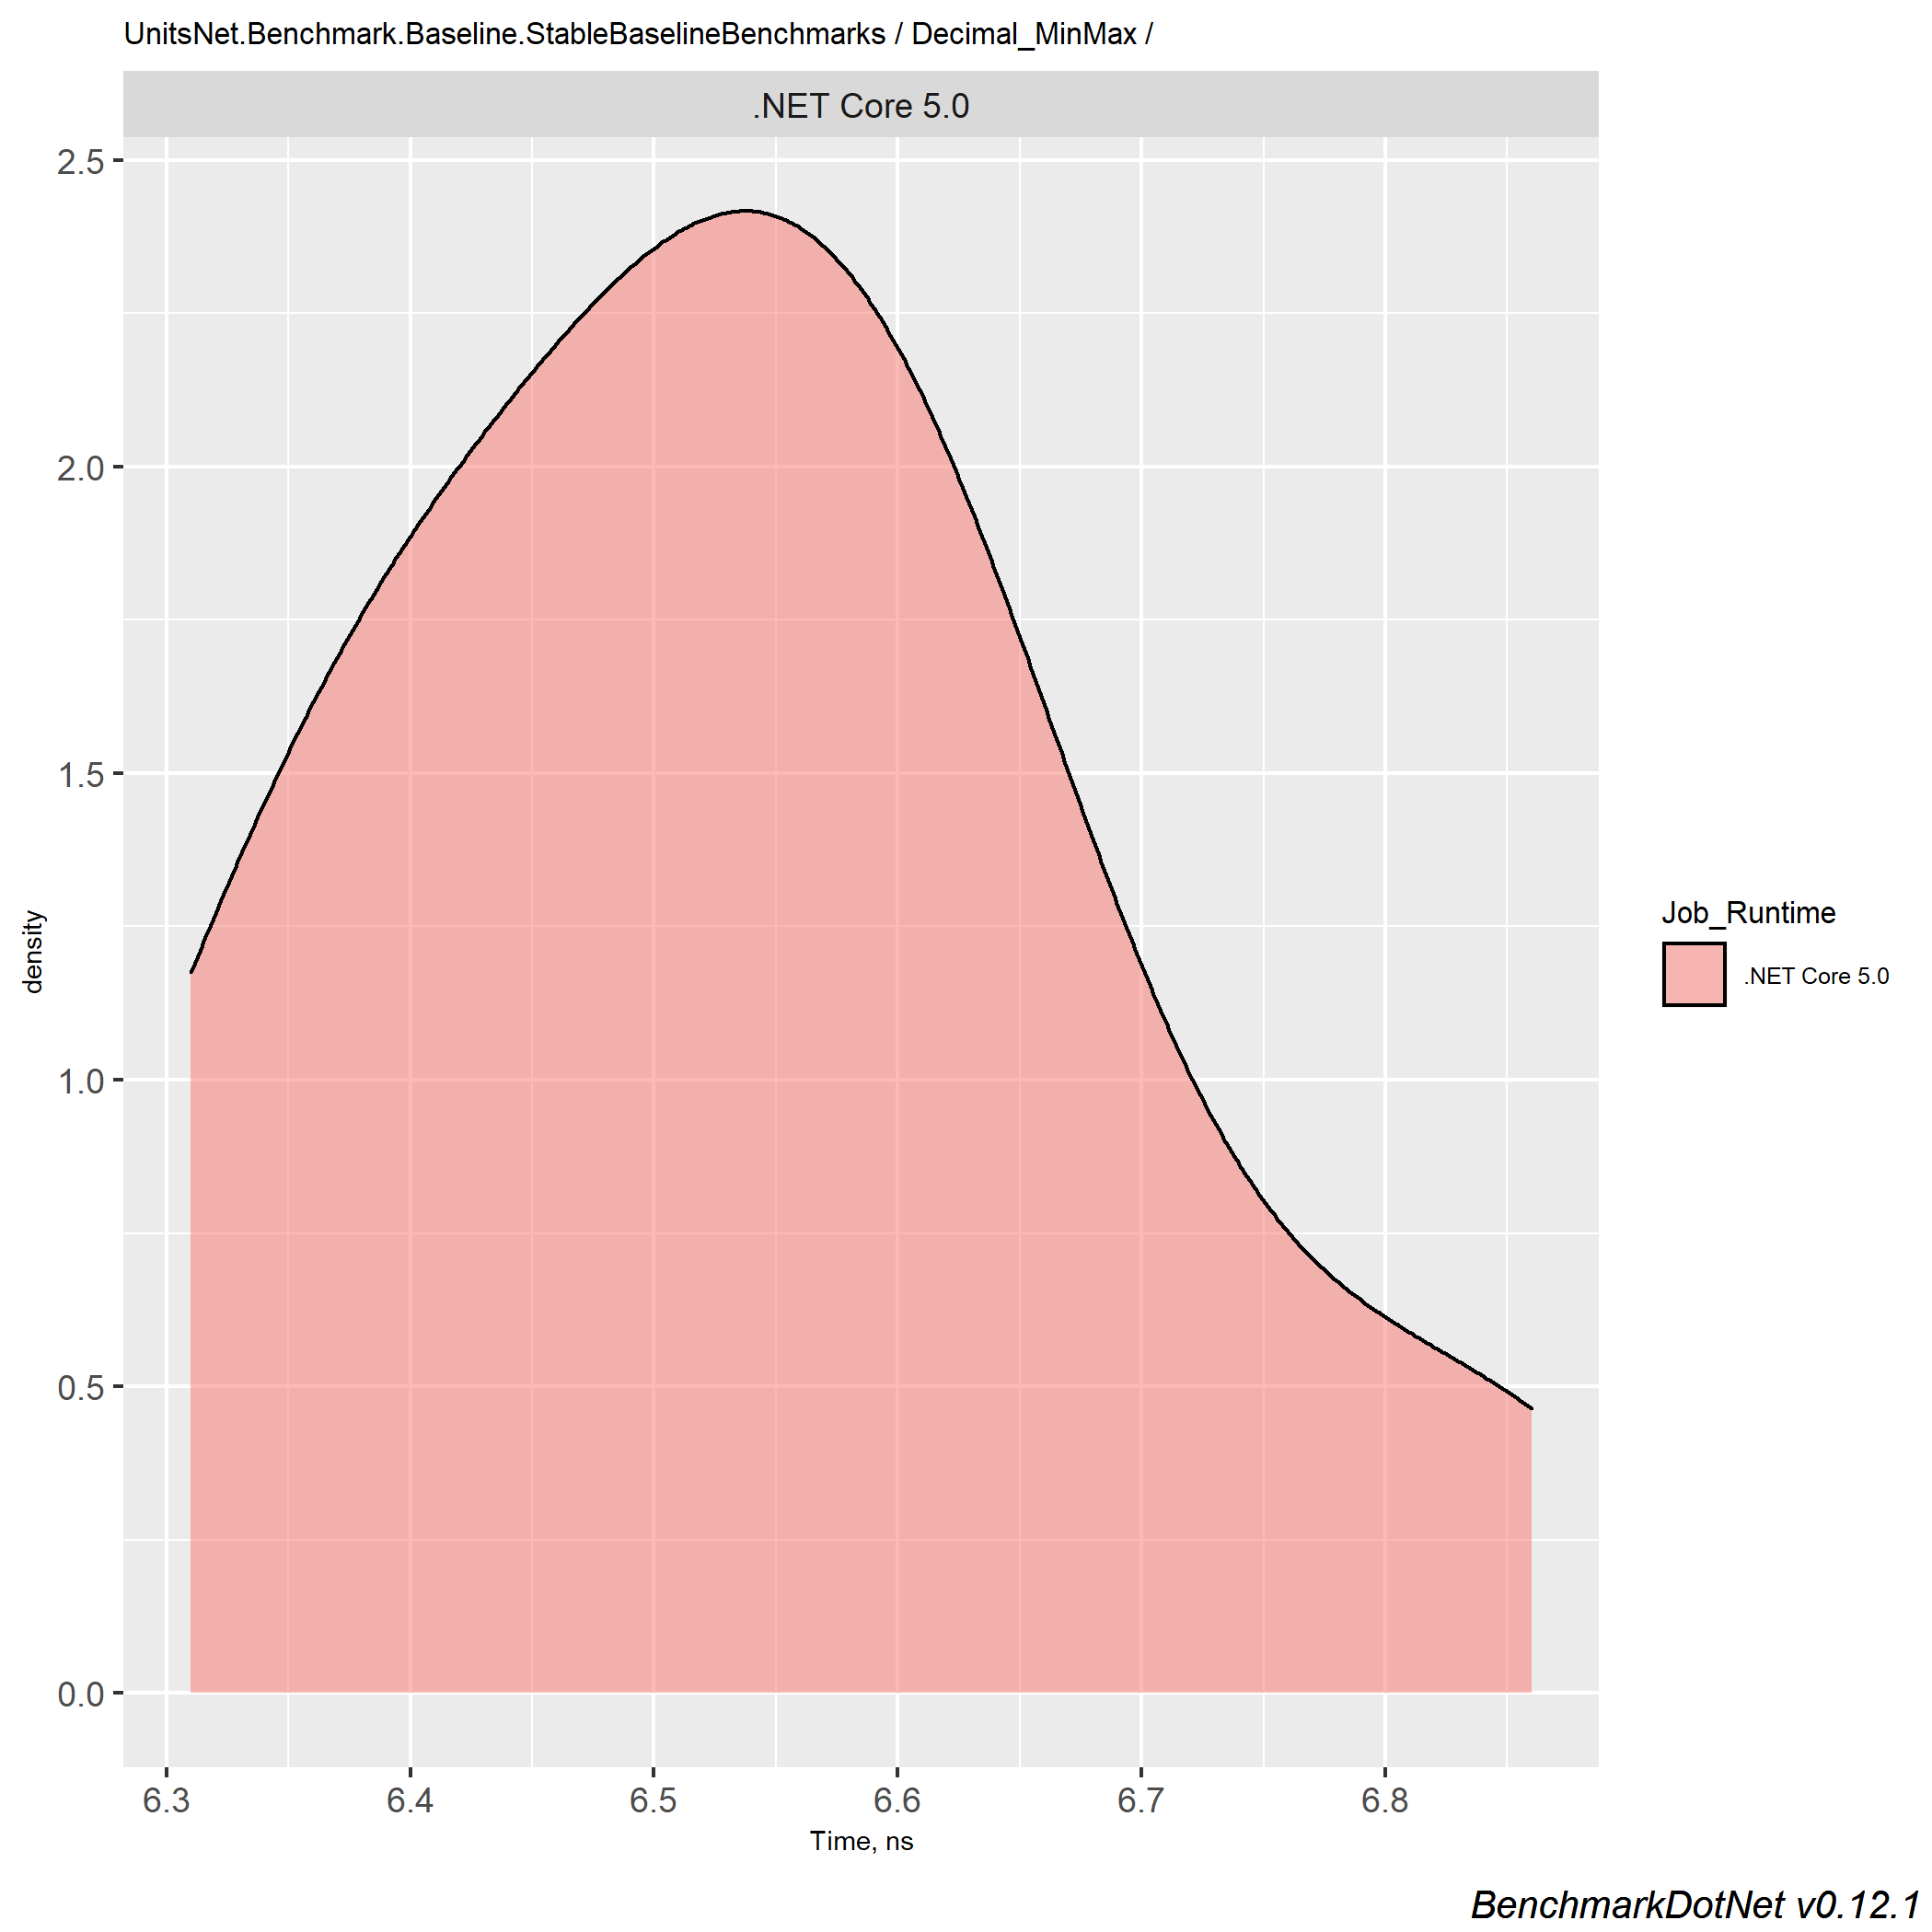 UnitsNet.Benchmark.Baseline.StableBaselineBenchmarks / Decimal_MinMax /
.NET Core 5.0
2.5
2.0
1.5
1.0
0.5
0.0
density
6.3 6.4 6.5 6.6 6.7 6.8
Time, ns
Job_Runtime
.NET Core 5.0
BenchmarkDotNet v0.12.1